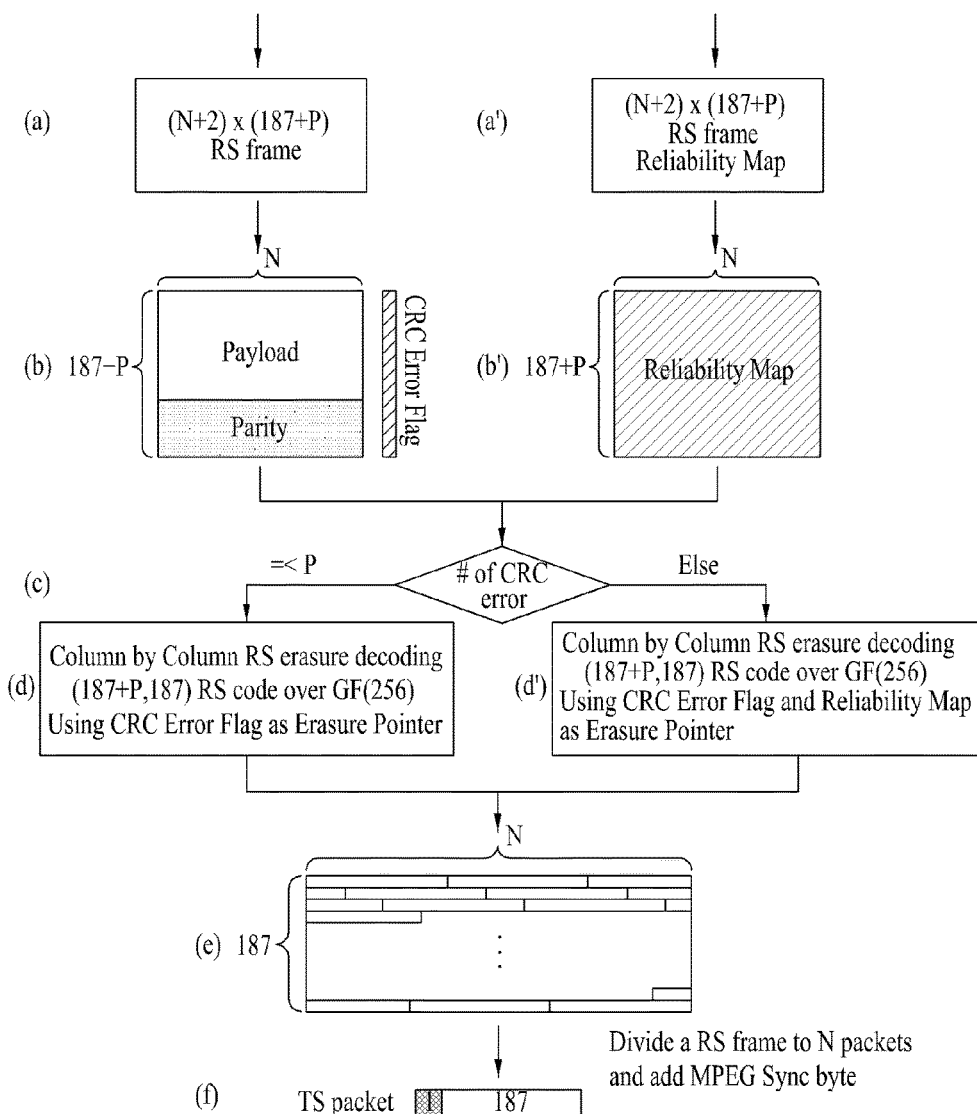 (a)
(N+2) x (187+P)
RS frame
(a')
(N+2) x (187+P)
RS frame
Reliability Map
N
N
(b)
187−P
Payload
Parity
CRC Error Flag
(b')
187+P
Reliability Map
(c)
=< P
# of CRC
error
Else
(d)
Column by Column RS erasure decoding
(187+P,187) RS code over GF(256)
Using CRC Error Flag as Erasure Pointer
(d')
Column by Column RS erasure decoding
(187+P,187) RS code over GF(256)
Using CRC Error Flag and Reliability Map
as Erasure Pointer
N
(e)
187
Divide a RS frame to N packets
and add MPEG Sync byte
(f)
TS packet
1
187